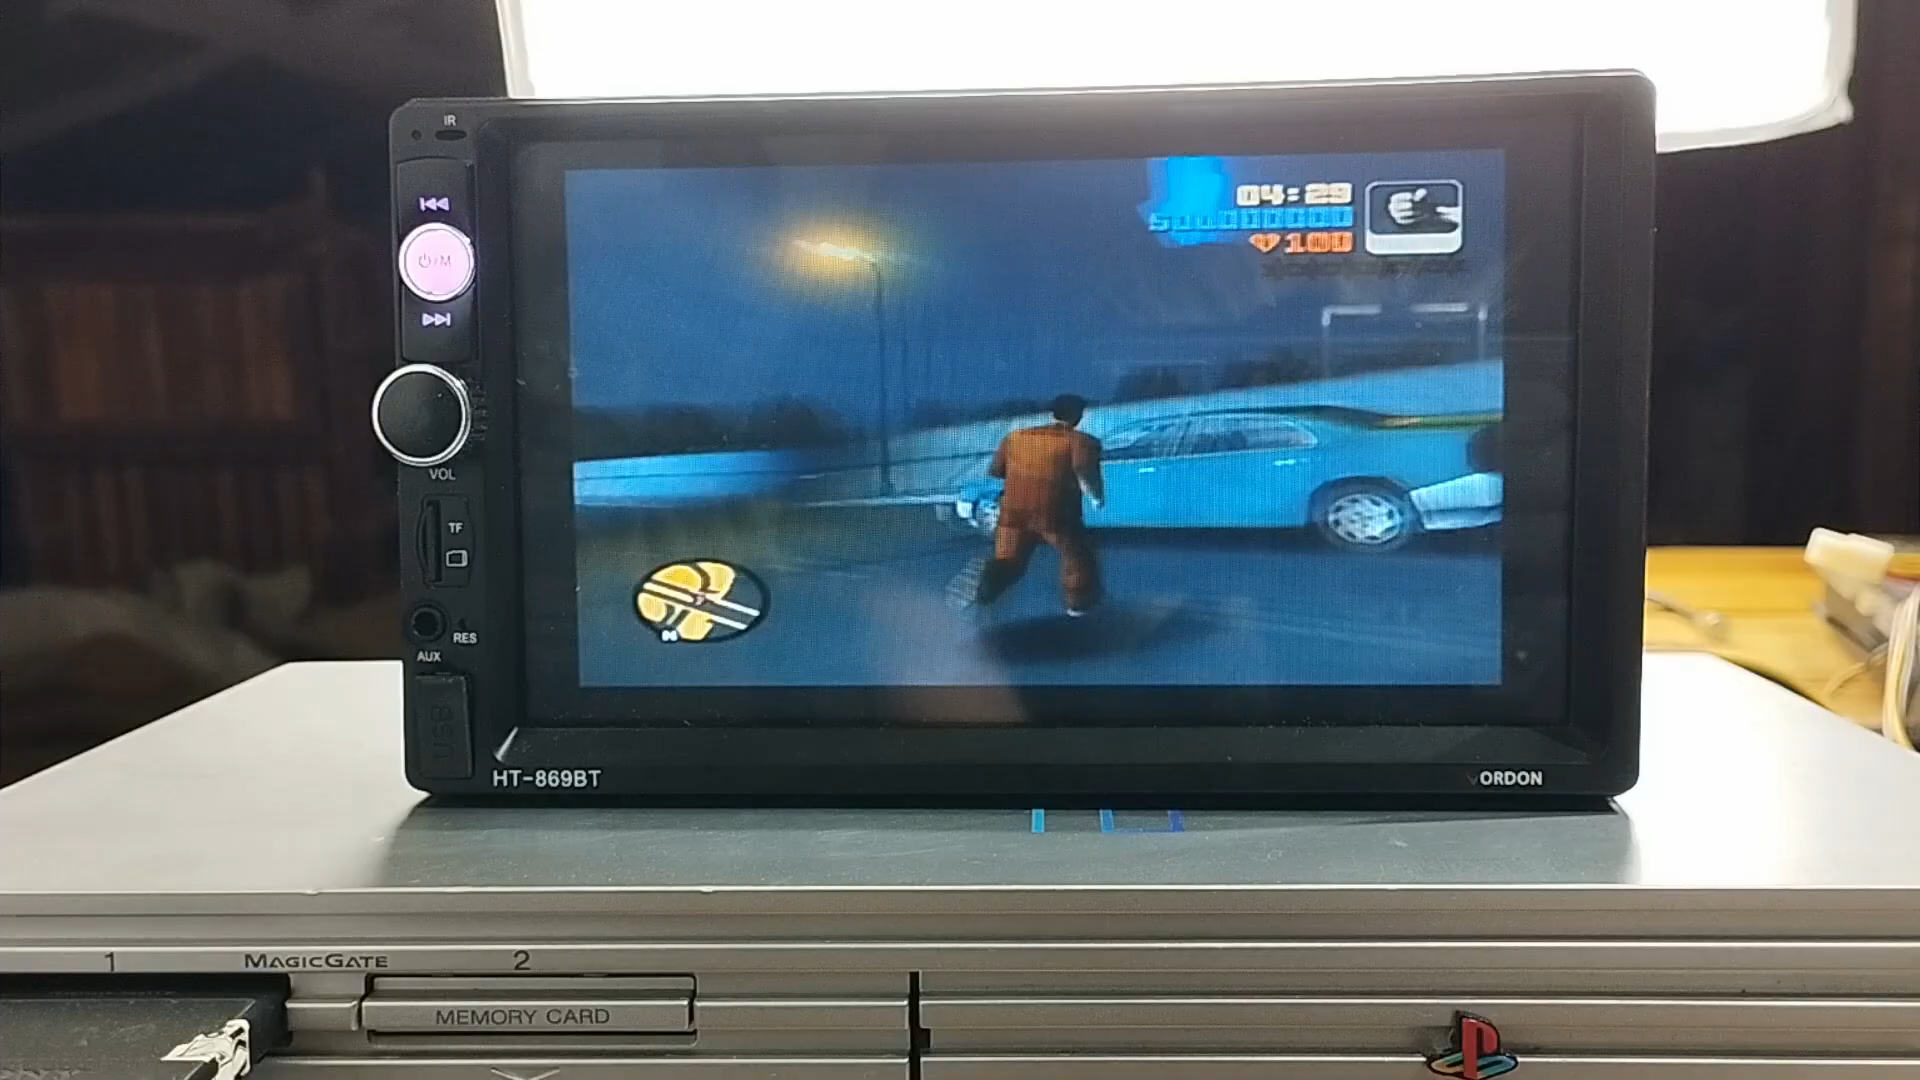 IR
⏻/M
04:29
100
VOL
TF
RES
AUX
USB
HT-869BT
ORDON
1
MAGICGATE
2
MEMORY CARD